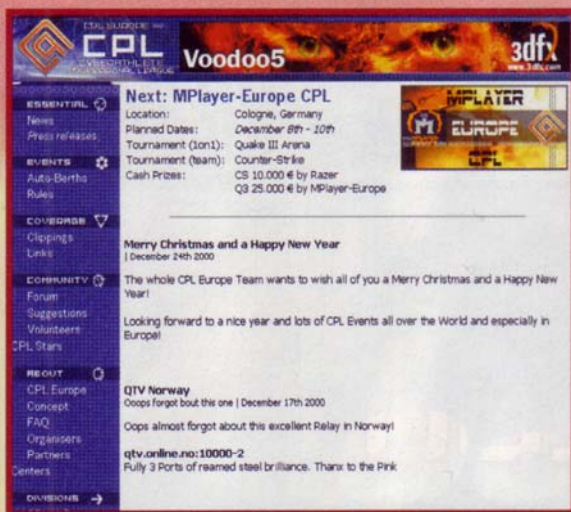 CPL EUROPE
CPL
CYBERATHLETE
PROFESSIONAL LEAGUE
Voodoo5
3dfx
www.3dfx.com
ESSENTIAL
News
Press releases
EVENTS
Auto-Berths
Rules
COVERAGE
Clippings
Links
COMMUNITY
Forum
Suggestions
Volunteers
CPL Stars
ABOUT
CPL Europe
Concept
FAQ
Organisers
Partners
Centers
DIVISIONS
Next: MPlayer-Europe CPL
Location: Cologne, Germany
Planned Dates: December 8th - 10th
Tournament (1on1): Quake III Arena
Tournament (team): Counter-Strike
Cash Prizes: CS 10.000 € by Razer
Q3 25.000 € by MPlayer-Europe
MPLAYER
EUROPE
CPL
Merry Christmas and a Happy New Year
| December 24th 2000
The whole CPL Europe Team wants to wish all of you a Merry Christmas and a Happy New
Year!
Looking forward to a nice year and lots of CPL Events all over the World and especially in
Europe!
QTV Norway
Ooops forgot bout this one | December 17th 2000
Oops almost forgot about this excellent Relay in Norway!
qtv.online.no:10000-2
Fully 3 Ports of reamed steel brilliance. Thanx to the Pink